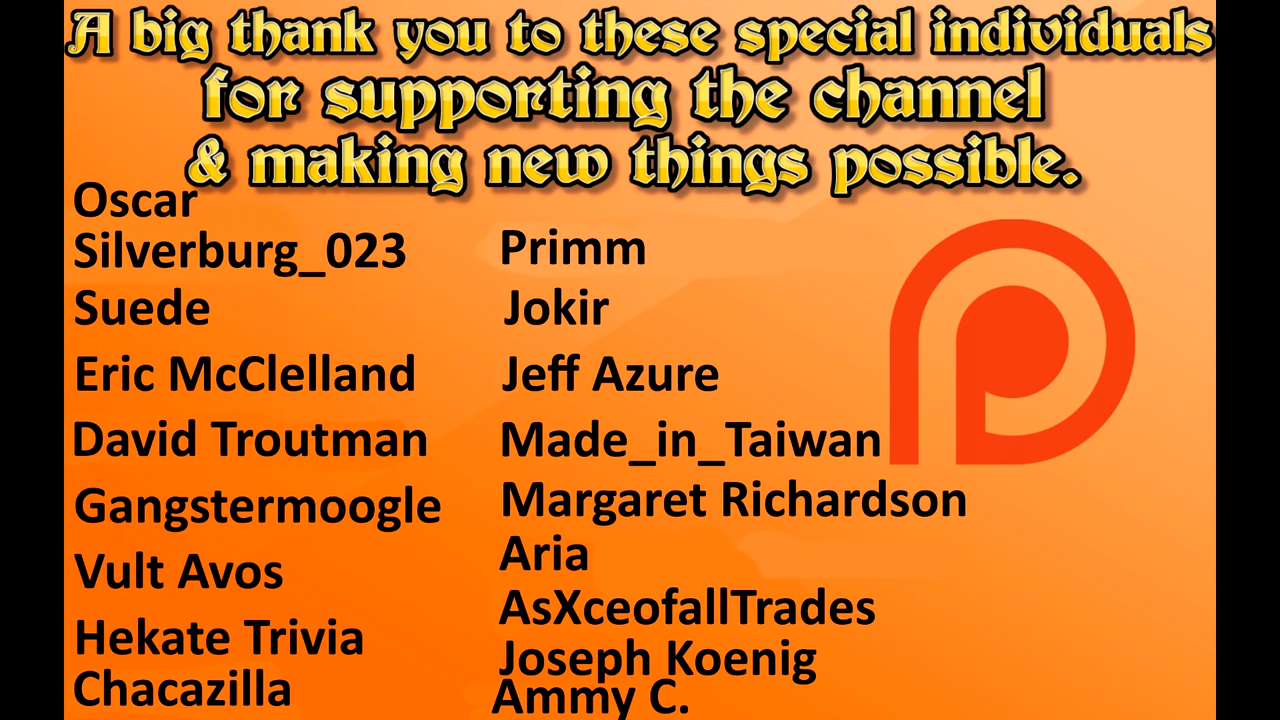 A big thank you to these special individuals
for supporting the channel
& making new things possible.
Oscar
Silverburg_023
Suede
Eric McClelland
David Troutman
Gangstermoogle
Vult Avos
Hekate Trivia
Chacazilla
Primm
Jokir
Jeff Azure
Made_in_Taiwan
Margaret Richardson
Aria
AsXceofallTrades
Joseph Koenig
Ammy C.